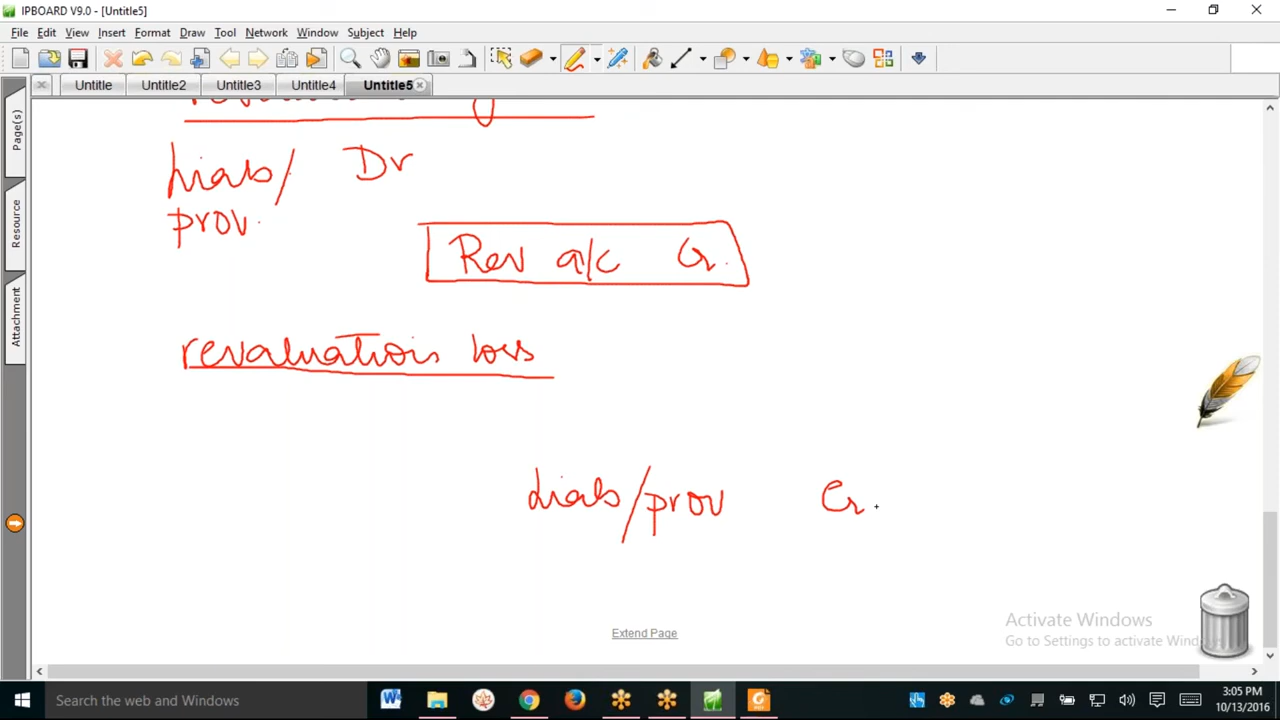 IPBOARD V9.0 - [Untitle5]
File Edit View Insert Format Draw Tool Network Window Subject Help
Untitle Untitle2 Untitle3 Untitle4 Untitle5
Page(s)
Resource
Attachment
Liab/ Dr
prov.
Rev a/c Cr.
revaluation loss
Liab/prov Cr.
Extend Page
Activate Windows
Go to Settings to activate Windows
Search the web and Windows
3:05 PM
10/13/2016